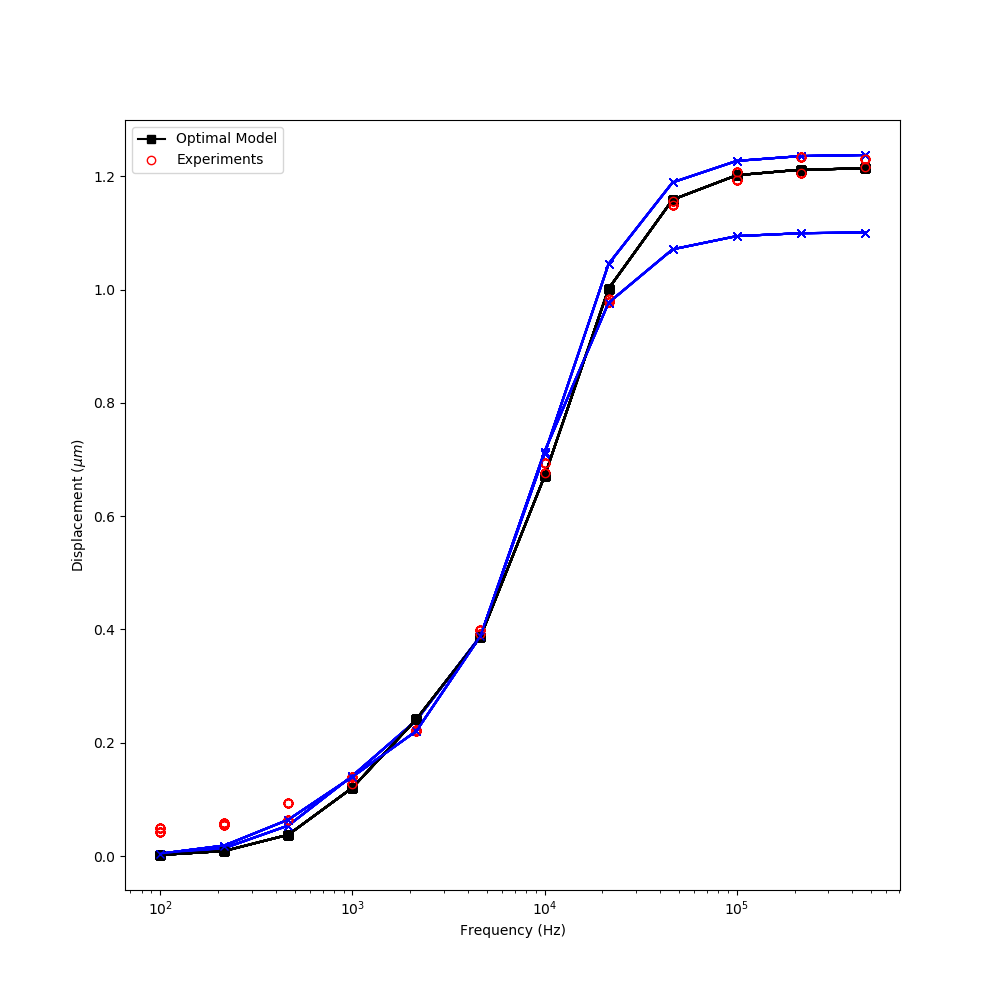 Optimal Model
Experiments
1.2
1.0
0.8
0.6
0.4
0.2
0.0
Displacement (μm)
10² 10³ 10⁴ 10⁵
Frequency (Hz)